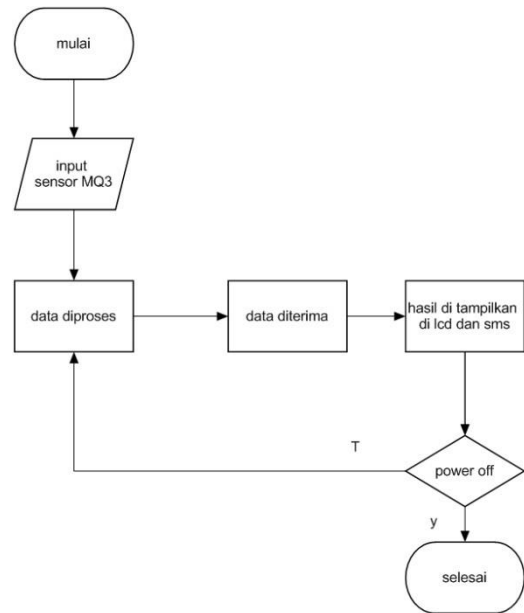 mulai
input
sensor MQ3
data diproses
data diterima
hasil di tampilkan
di lcd dan sms
T
power off
y
selesai